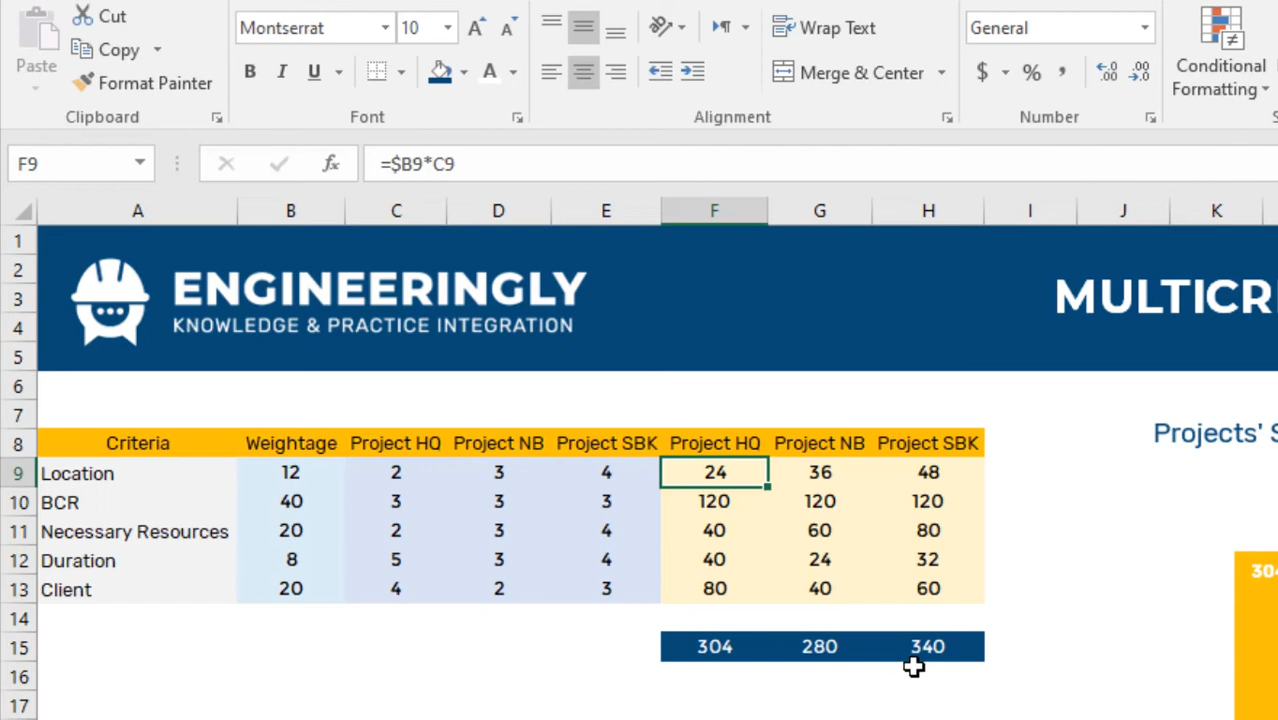 Cut
Copy
Paste
Format Painter
Clipboard
Montserrat 10 A A
B I U A
Font
Wrap Text
Merge & Center
Alignment
General
$ % ,
Number
Conditional
Formatting
F9 fx =$B9*C9
A B C D E F G H I J K
1
2
3
4
5
6
7
8
9
10
11
12
13
14
15
16
17
ENGINEERINGLY
KNOWLEDGE & PRACTICE INTEGRATION
MULTICR
Projects' S
Criteria Weightage Project HQ Project NB Project SBK Project HQ Project NB Project SBK
Location 12 2 3 4 24 36 48
BCR 40 3 3 3 120 120 120
Necessary Resources 20 2 3 4 40 60 80
Duration 8 5 3 4 40 24 32
Client 20 4 2 3 80 40 60
304 280 340